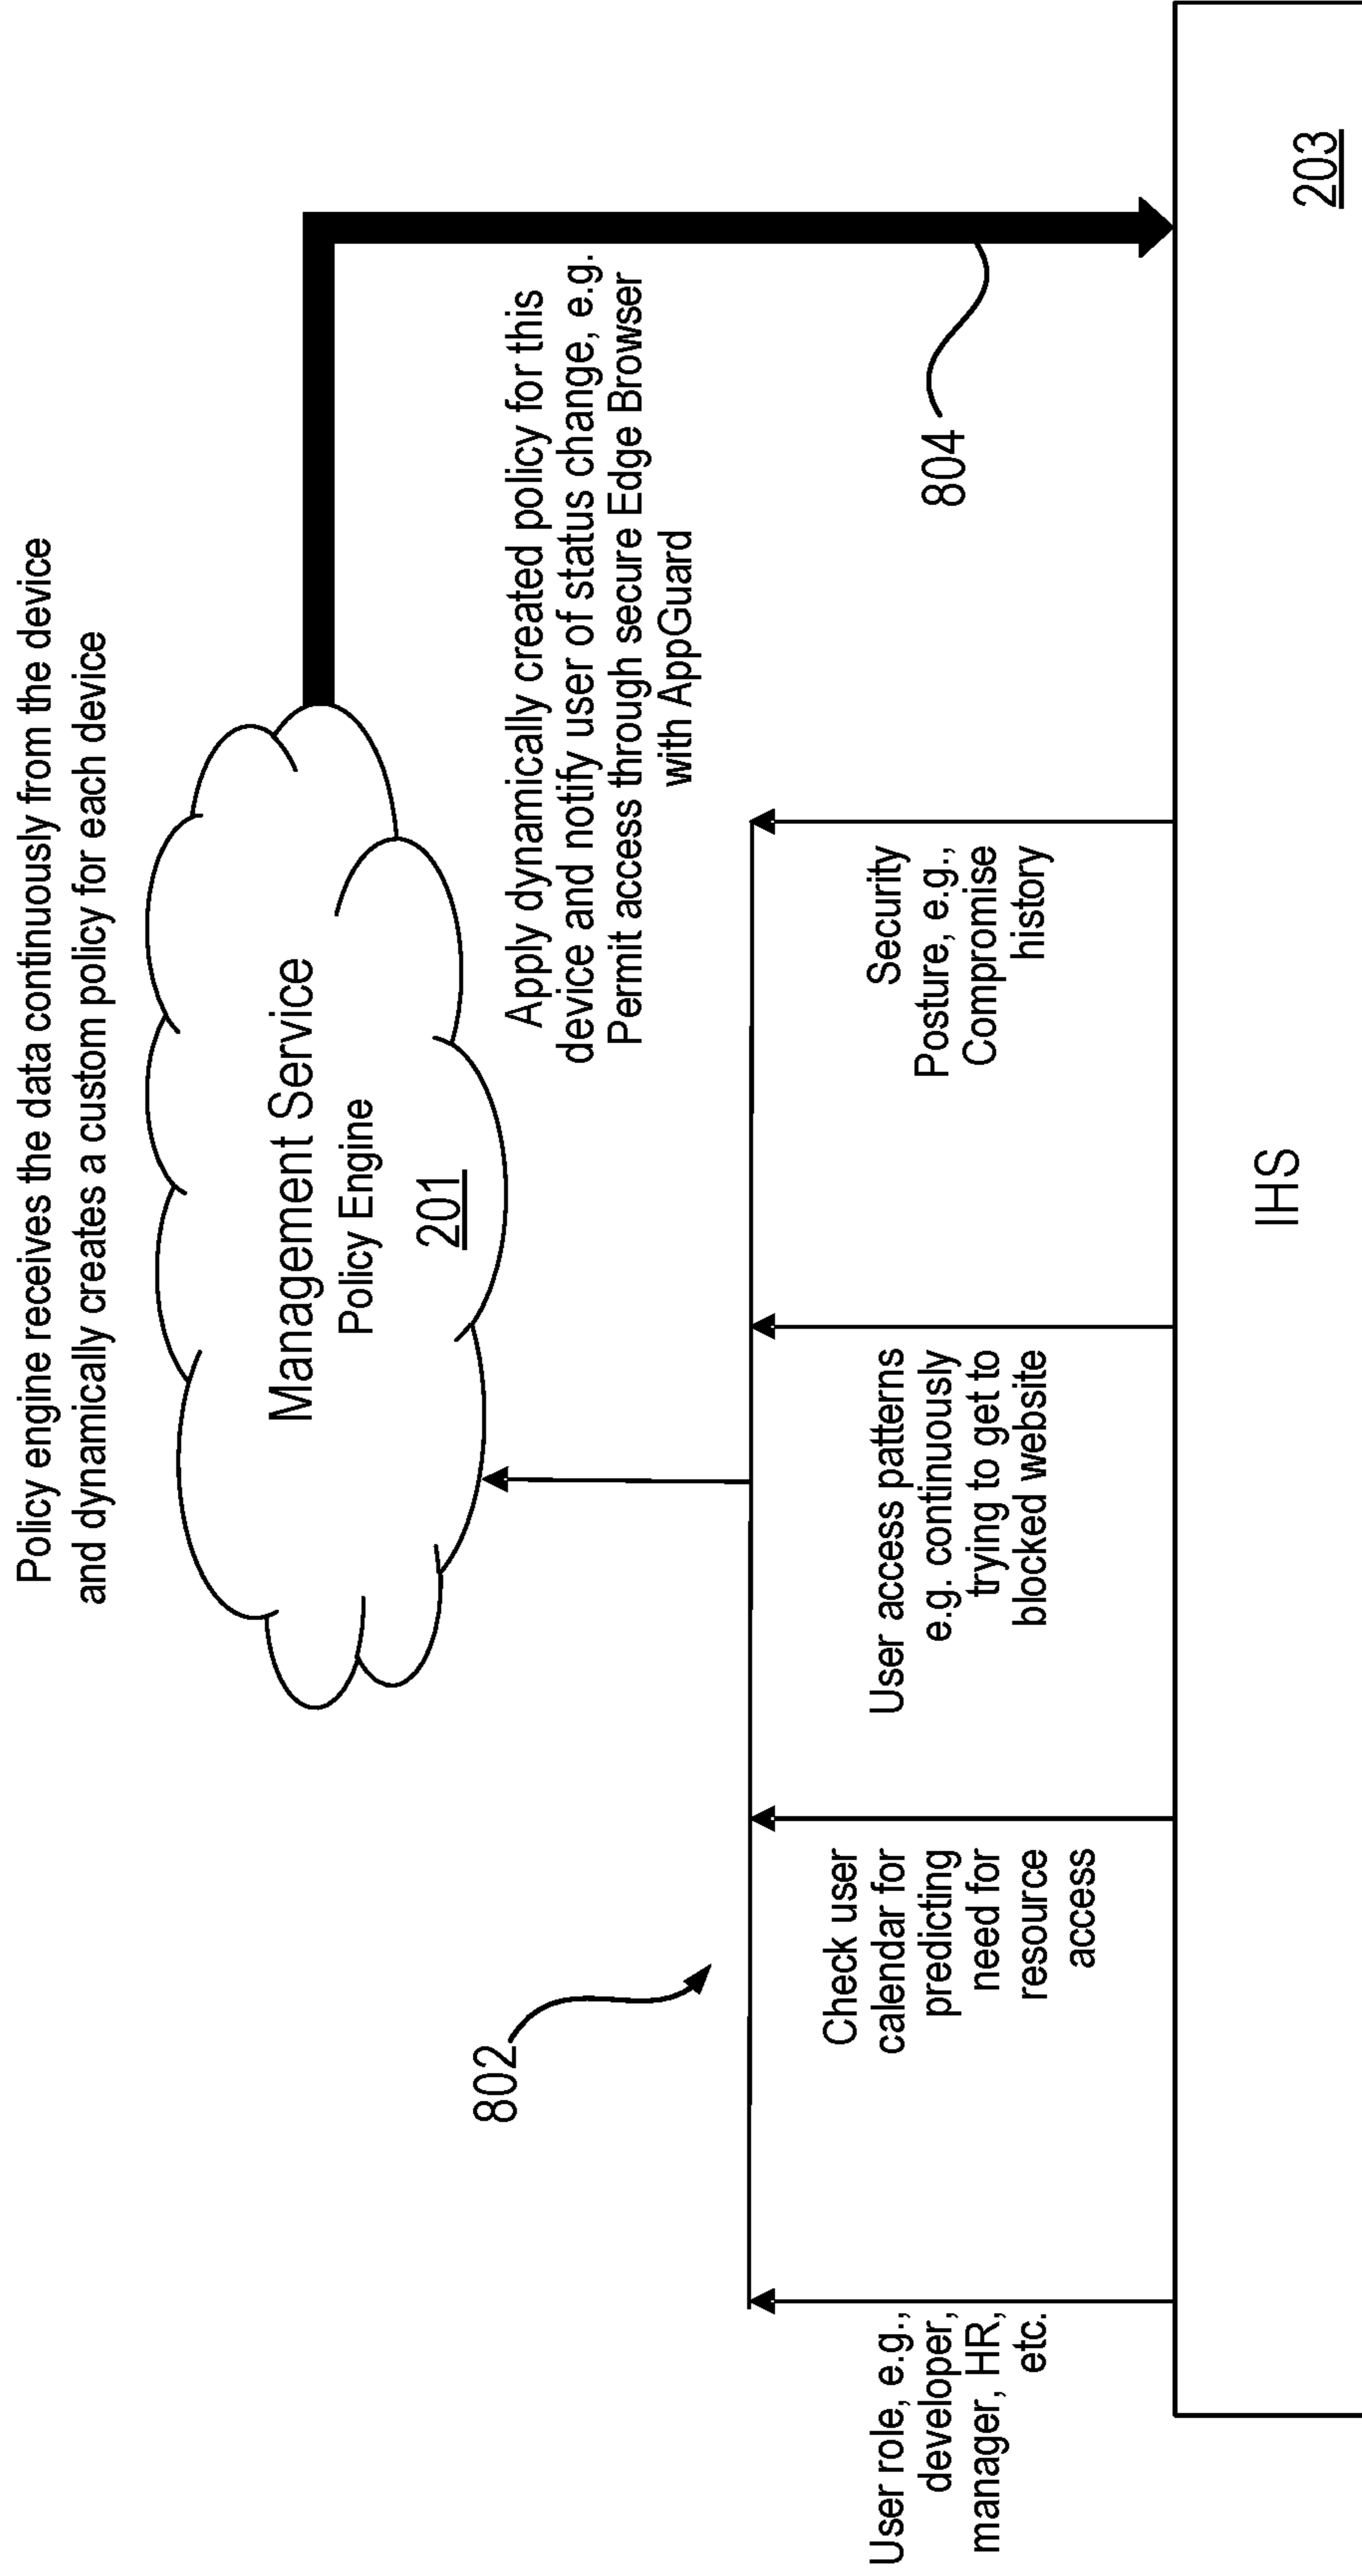 Policy engine receives the data continuously from the device
and dynamically creates a custom policy for each device
Management Service
Policy Engine
201
Apply dynamically created policy for this
device and notify user of status change, e.g.
Permit access through secure Edge Browser
with AppGuard
802
804
User role, e.g.,
developer,
manager, HR,
etc.
Check user
calendar for
predicting
need for
resource
access
User access patterns
e.g. continuously
trying to get to
blocked website
Security
Posture, e.g.,
Compromise
history
IHS
203